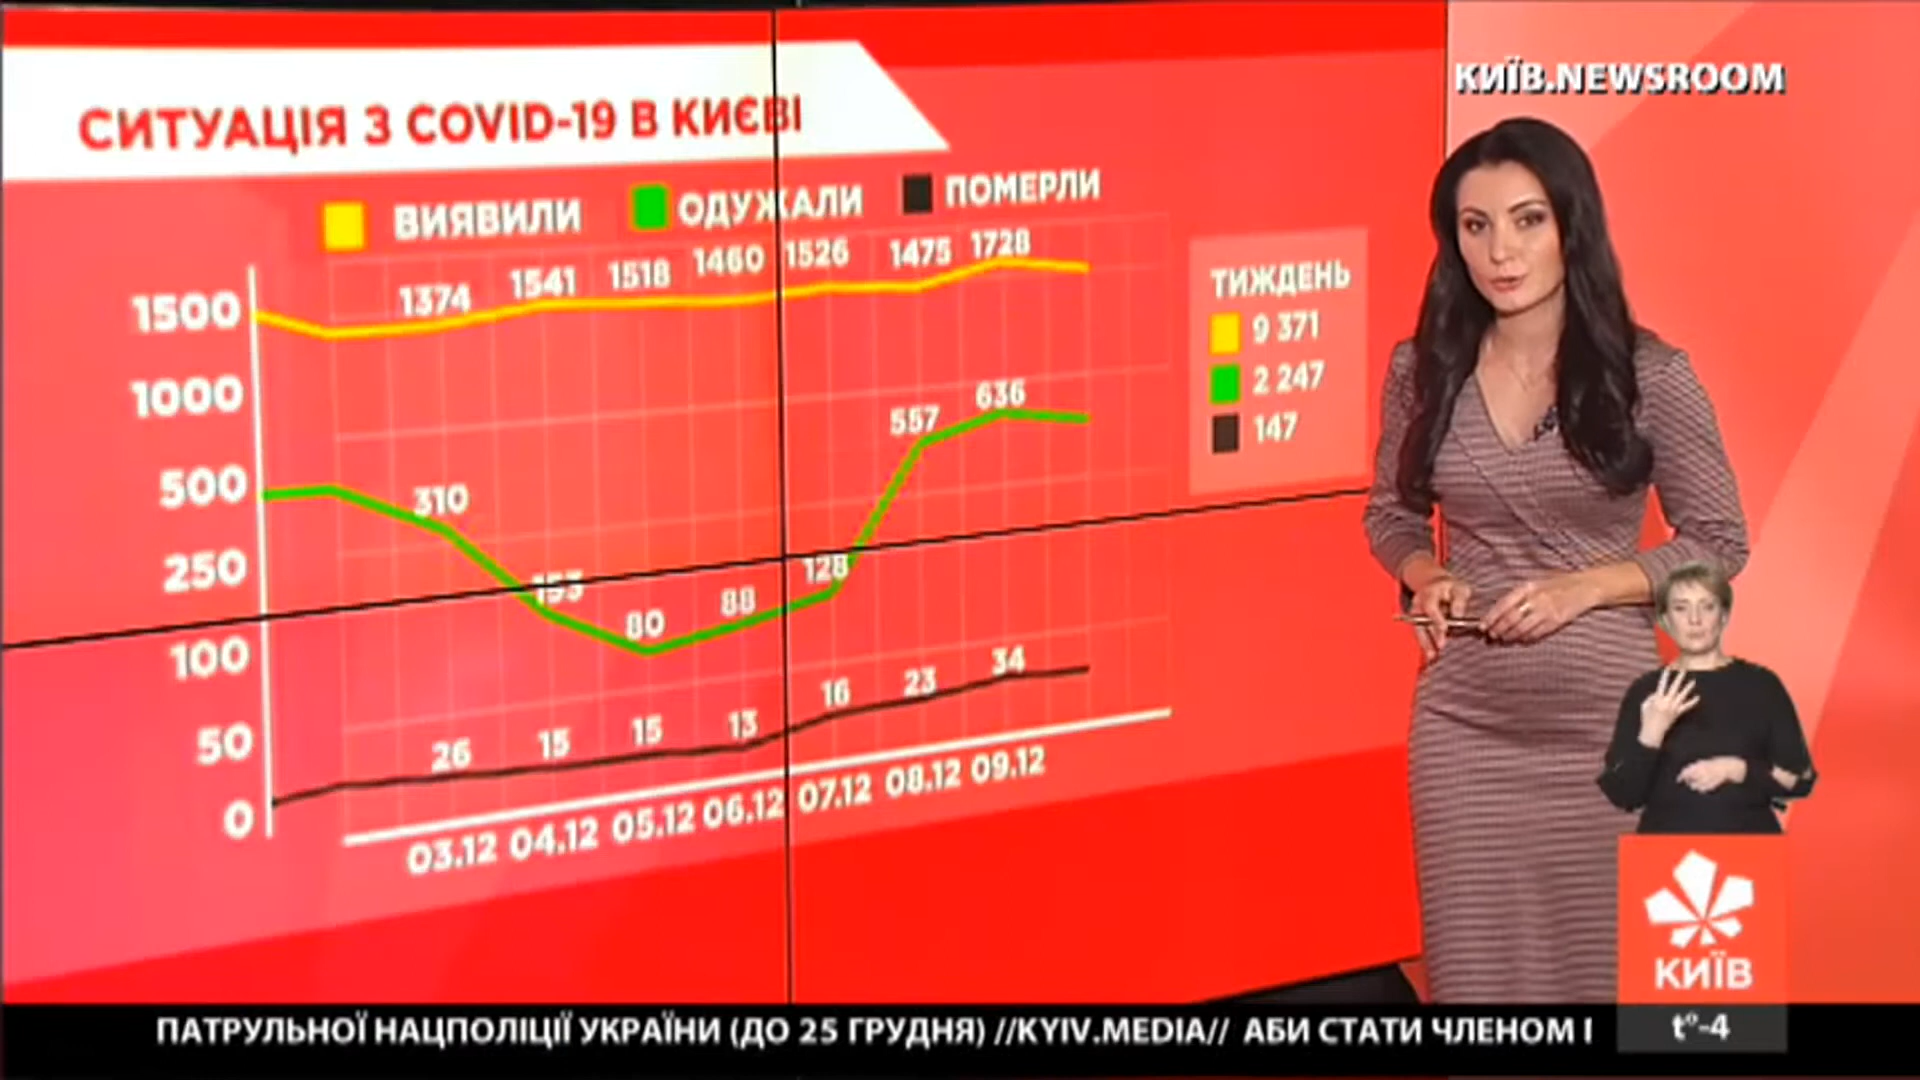 КИЇВ.NEWSROOM
СИТУАЦІЯ З COVID-19 В КИЄВІ
ВИЯВИЛИ ОДУЖАЛИ ПОМЕРЛИ
1374 1541 1518 1460 1526 1475 1728
1500
1000
500
250
100
50
0
310 193 80 88 128 557 636
26 15 15 13 16 23 34
03.12 04.12 05.12 06.12 07.12 08.12 09.12
ТИЖДЕНЬ
9 371
2 247
147
КИЇВ
ПАТРУЛЬНОЇ НАЦПОЛІЦІЇ УКРАЇНИ (ДО 25 ГРУДНЯ) //KYIV.MEDIA// АБИ СТАТИ ЧЛЕНОМ І
t°-4